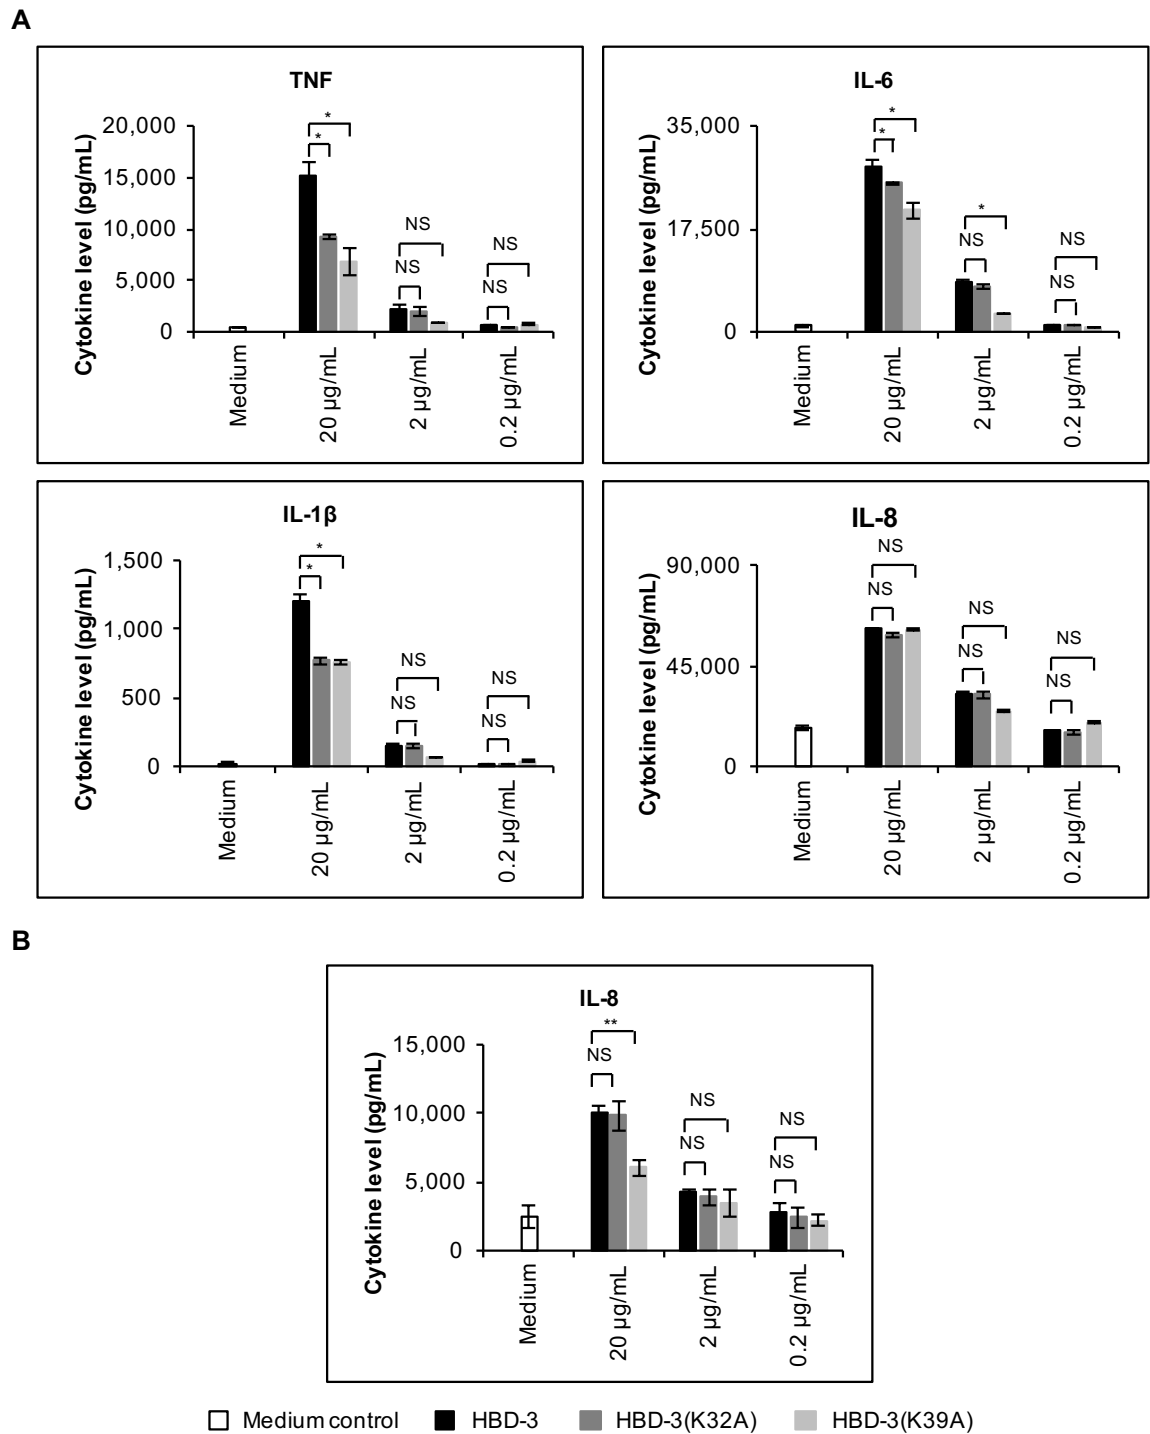 A
TNF
Cytokine level (pg/mL)
20,000
15,000
10,000
5,000
0
*
*
NS
NS
NS
NS
Medium
20 µg/mL
2 µg/mL
0.2 µg/mL
IL-6
Cytokine level (pg/mL)
35,000
17,500
0
*
*
*
NS
NS
NS
Medium
20 µg/mL
2 µg/mL
0.2 µg/mL
IL-1β
Cytokine level (pg/mL)
1,500
1,000
500
0
*
*
NS
NS
NS
NS
Medium
20 µg/mL
2 µg/mL
0.2 µg/mL
IL-8
Cytokine level (pg/mL)
90,000
45,000
0
NS
NS
NS
NS
NS
NS
Medium
20 µg/mL
2 µg/mL
0.2 µg/mL
B
IL-8
Cytokine level (pg/mL)
15,000
10,000
5,000
0
**
NS
NS
NS
NS
NS
Medium
20 µg/mL
2 µg/mL
0.2 µg/mL
Medium control HBD-3 HBD-3(K32A) HBD-3(K39A)